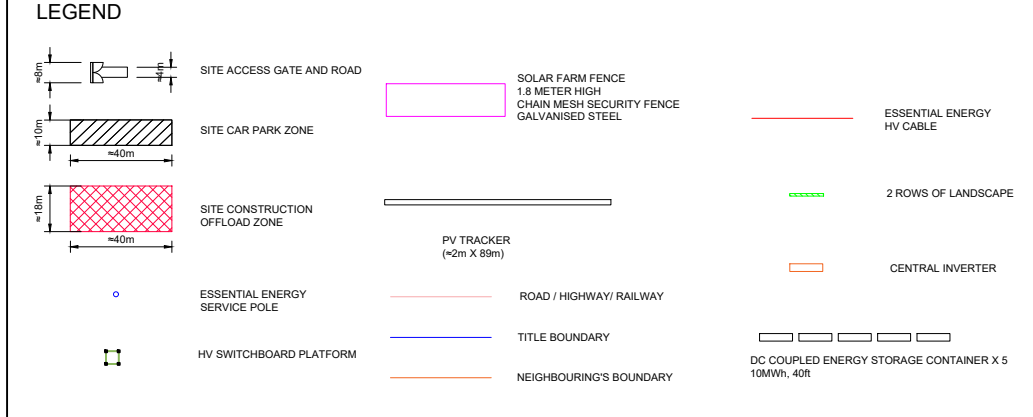 LEGEND
≈8m
≈4m
SITE ACCESS GATE AND ROAD
≈10m
≈40m
SITE CAR PARK ZONE
≈18m
≈40m
SITE CONSTRUCTION
OFFLOAD ZONE
ESSENTIAL ENERGY
SERVICE POLE
HV SWITCHBOARD PLATFORM
SOLAR FARM FENCE
1.8 METER HIGH
CHAIN MESH SECURITY FENCE
GALVANISED STEEL
PV TRACKER
(≈2m X 89m)
ROAD / HIGHWAY/ RAILWAY
TITLE BOUNDARY
NEIGHBOURING'S BOUNDARY
ESSENTIAL ENERGY
HV CABLE
2 ROWS OF LANDSCAPE
CENTRAL INVERTER
DC COUPLED ENERGY STORAGE CONTAINER X 5
10MWh, 40ft